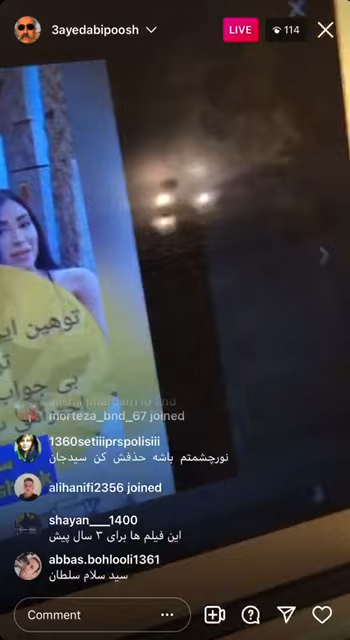 3ayedabipoosh
LIVE
114
توهین
بی جواب
morteza_bnd_67 joined
1360setiiiprspolisiii
نورچشمتم باشه حذفش کن سیدجان
alihanifi2356 joined
shayan___1400
این فیلم ها برای ۳ سال پیش
abbas.bohlooli1361
سید سلام سلطان
Comment